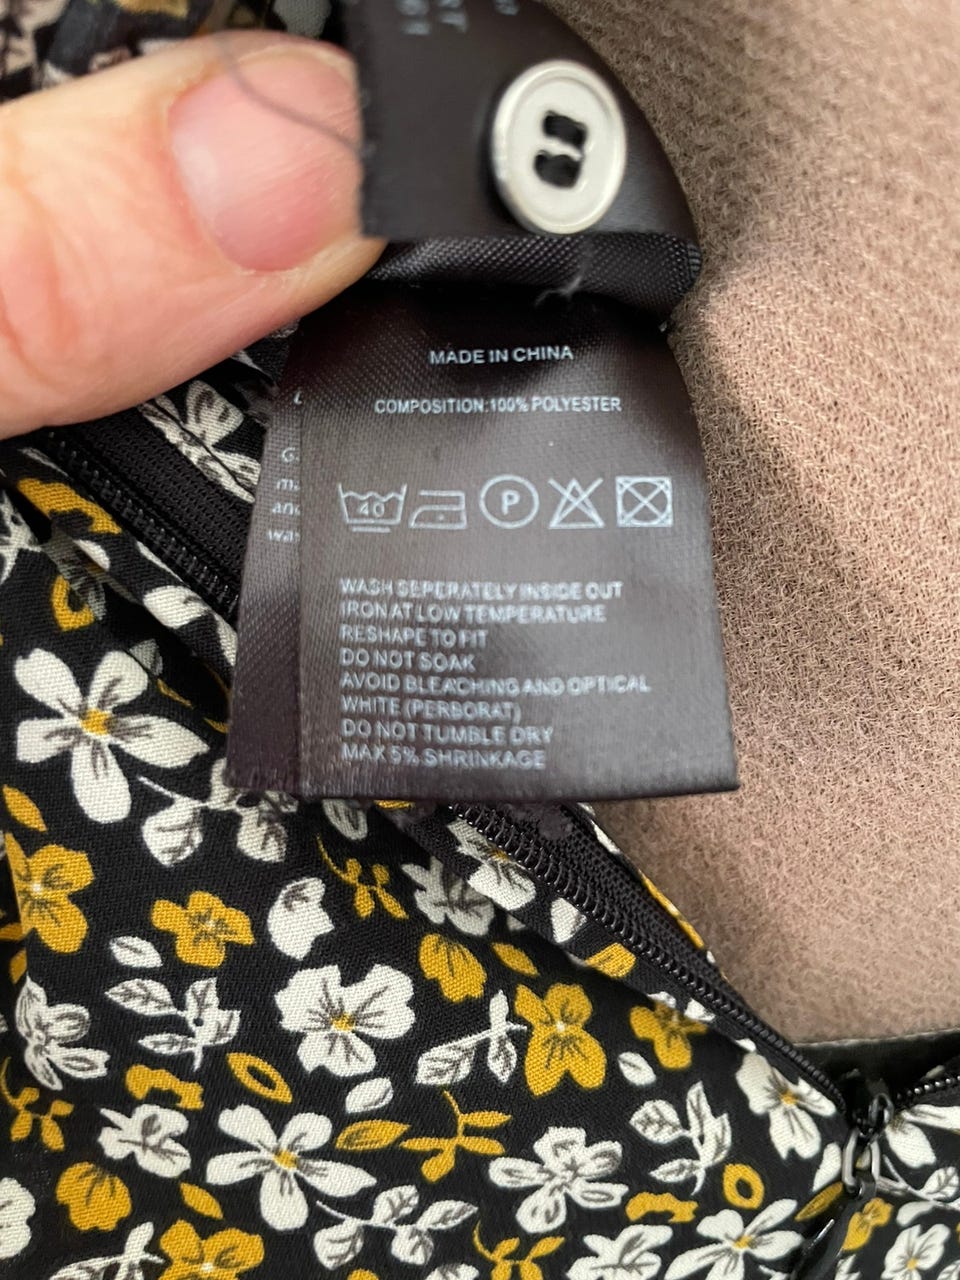 MADE IN CHINA
COMPOSITION:100% POLYESTER
40 P
WASH SEPERATELY INSIDE OUT
IRON AT LOW TEMPERATURE
RESHAPE TO FIT
DO NOT SOAK
AVOID BLEACHING AND OPTICAL
WHITE (PERBORAT)
DO NOT TUMBLE DRY
MAX 5% SHRINKAGE